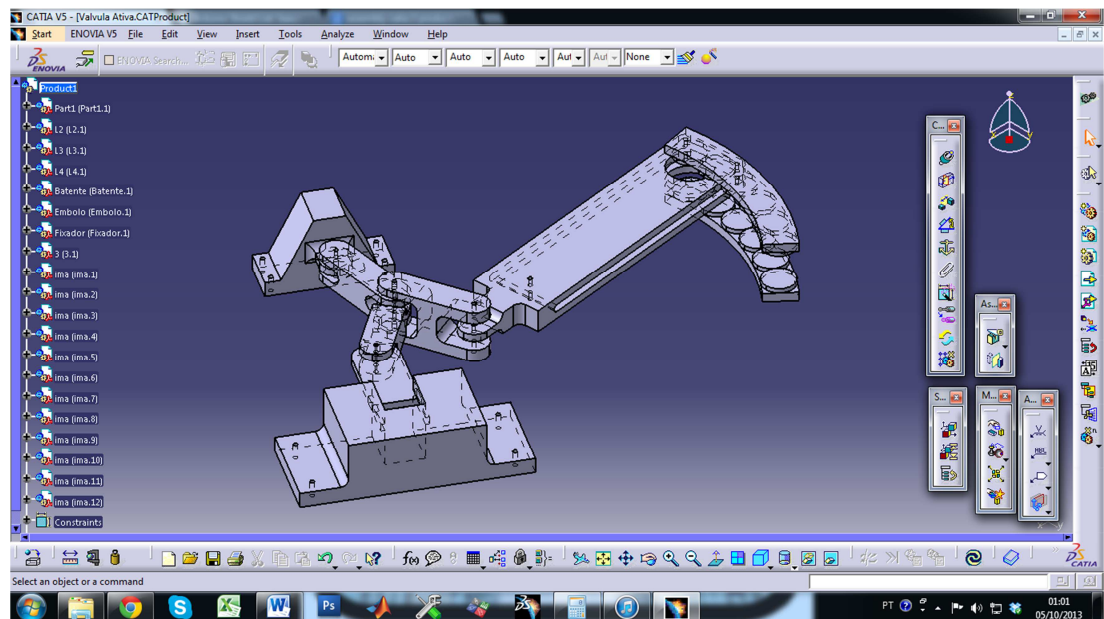 CATIA V5 - [Valvula Ativa.CATProduct]
Start ENOVIA V5 File Edit View Insert Tools Analyze Window Help
ENOVIA
ENOVIA Search...
Autom Auto Auto Auto Aut Aut None
Product1
Part1 (Part1.1)
L2 (L2.1)
L3 (L3.1)
L4 (L4.1)
Batente (Batente.1)
Embolo (Embolo.1)
Fixador (Fixador.1)
3 (3.1)
ima (ima.1)
ima (ima.2)
ima (ima.3)
ima (ima.4)
ima (ima.5)
ima (ima.6)
ima (ima.7)
ima (ima.8)
ima (ima.9)
ima (ima.10)
ima (ima.11)
ima (ima.12)
Constraints
C...
As...
S...
M...
A...
f(x)
CATIA
Select an object or a command
W
Ps
PT
01:01
05/10/2013